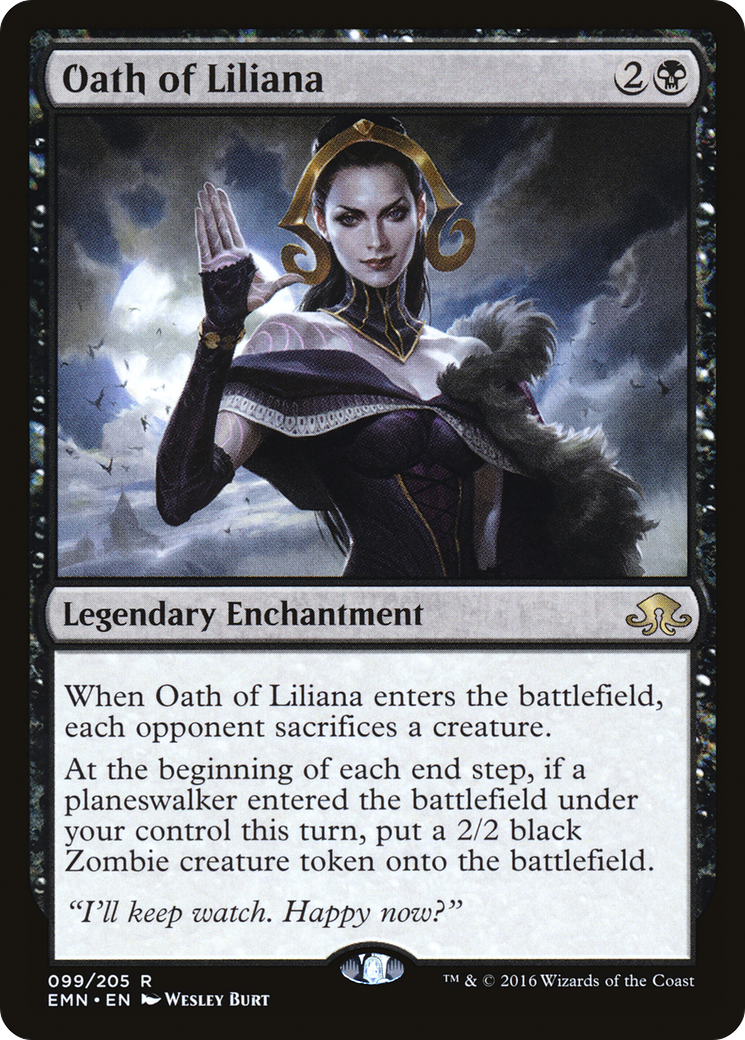 Oath of Liliana 2
Legendary Enchantment
When Oath of Liliana enters the battlefield,
each opponent sacrifices a creature.
At the beginning of each end step, if a
planeswalker entered the battlefield under
your control this turn, put a 2/2 black
Zombie creature token onto the battlefield.
“I’ll keep watch. Happy now?”
099/205 R
™ & © 2016 Wizards of the Coast
EMN • EN Wesley Burt